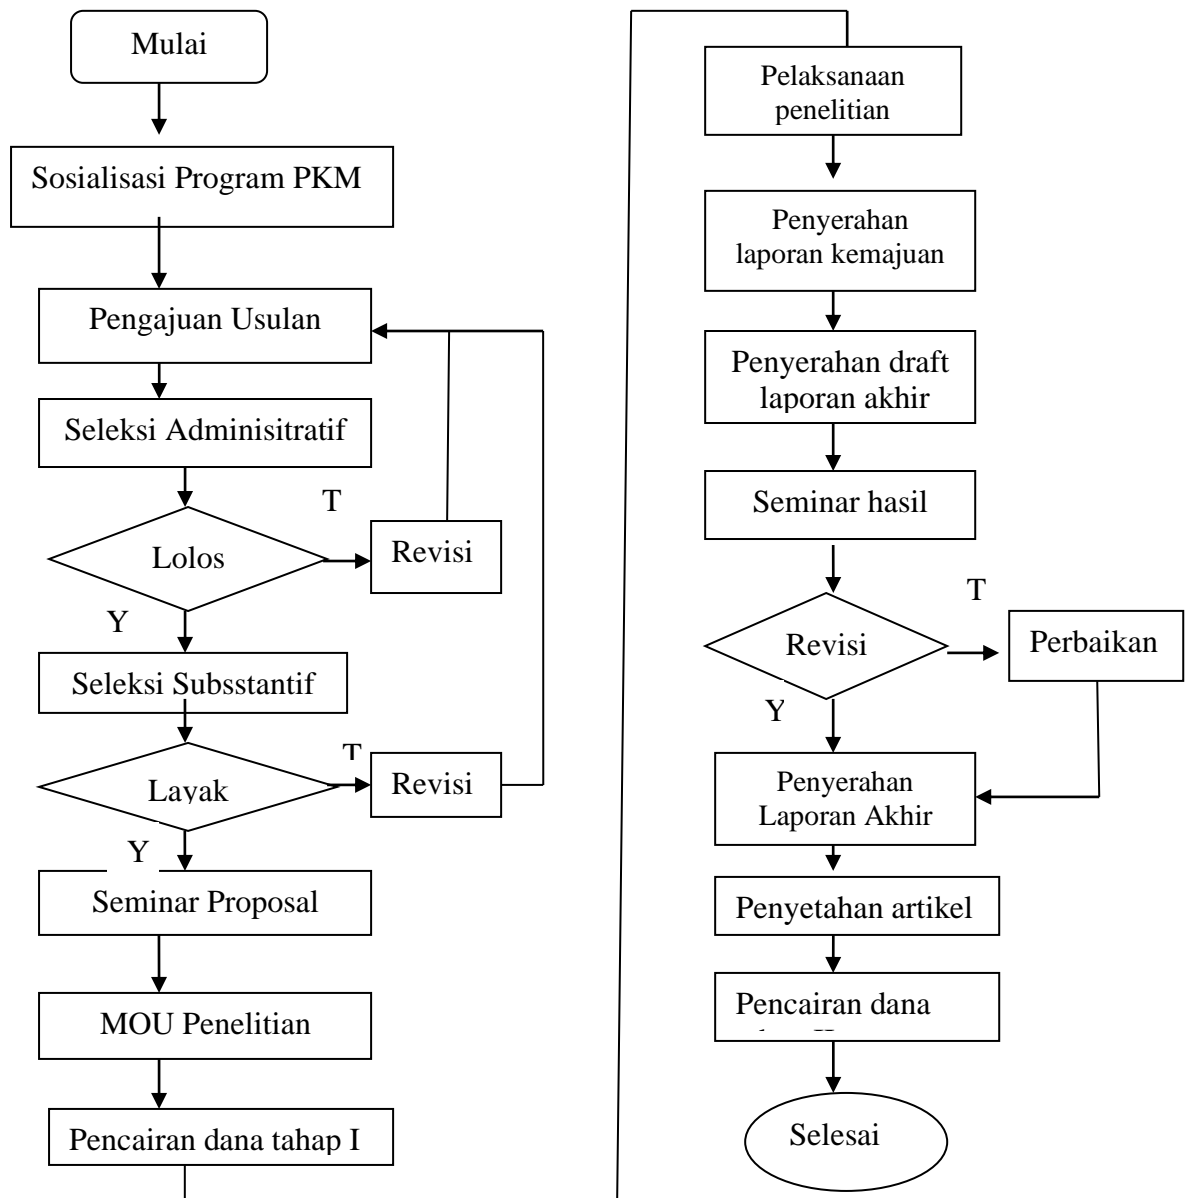 Mulai
Sosialisasi Program PKM
Pengajuan Usulan
Seleksi Adminisitratif
T
Lolos
Revisi
Y
Seleksi Subsstantif
T
Layak
Revisi
Y
Seminar Proposal
MOU Penelitian
Pencairan dana tahap I
Pelaksanaan
penelitian
Penyerahan
laporan kemajuan
Penyerahan draft
laporan akhir
Seminar hasil
T
Revisi
Perbaikan
Y
Penyerahan
Laporan Akhir
Penyetahan artikel
Pencairan dana
Selesai